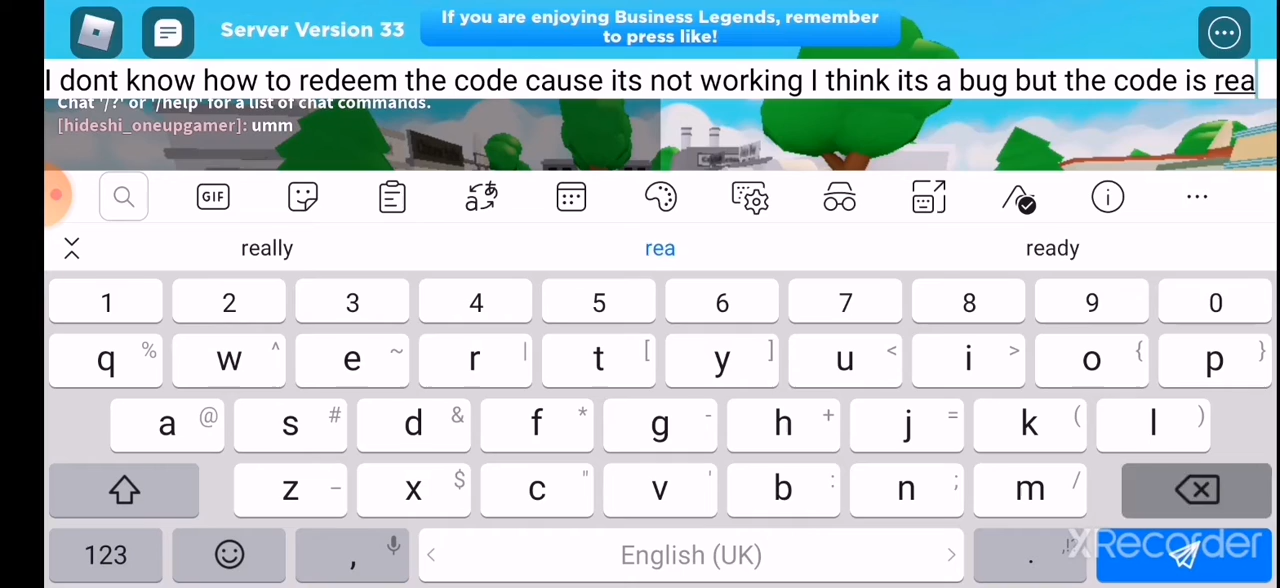 Server Version 33
If you are enjoying Business Legends, remember
to press like!
I dont know how to redeem the code cause its not working I think its a bug but the code is rea
Chat '/?' or '/help' for a list of chat commands.
[hideshi_oneupgamer]: umm
GIF
really rea ready
1 2 3 4 5 6 7 8 9 0
q % w ^ e ~ r | t [ y ] u < i > o { p }
a @ s # d & f * g - h + j = k ( l )
z _ x $ c " v ' b : n ; m /
123 , < English (UK) > . ,!?
XRecorder